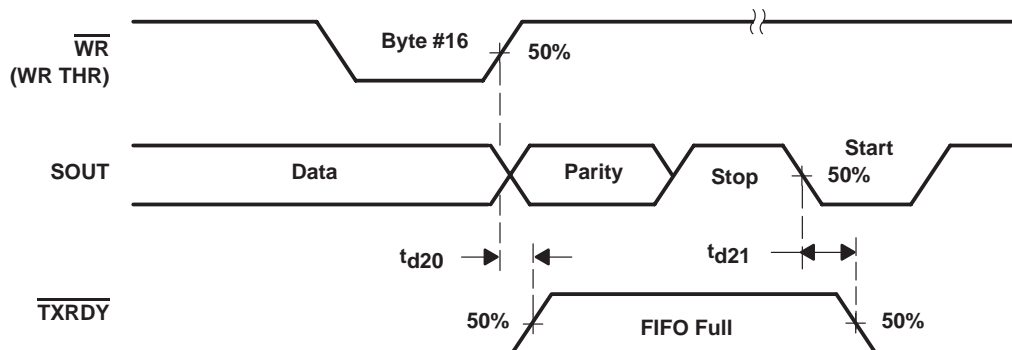 WR
(WR THR)
Byte #16
50%
SOUT
Data
Parity
Stop
Start
50%
td20
td21
TXRDY
50%
FIFO Full
50%